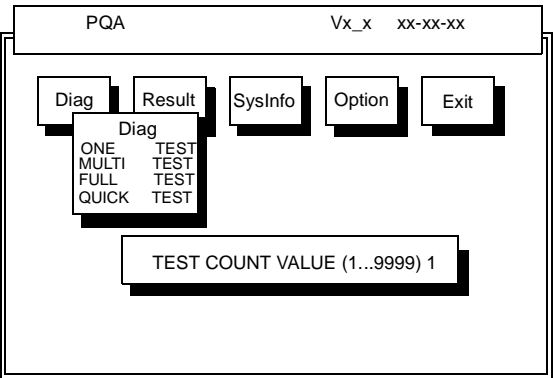 PQA Vx_x xx-xx-xx
Diag Result SysInfo Option Exit
Diag
ONE TEST
MULTI TEST
FULL TEST
QUICK TEST
TEST COUNT VALUE (1...9999) 1